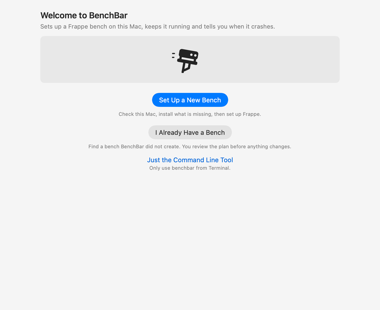 Welcome to BenchBar
Sets up a Frappe bench on this Mac, keeps it running and tells you when it crashes.
Set Up a New Bench
Check this Mac, install what is missing, then set up Frappe.
I Already Have a Bench
Find a bench BenchBar did not create. You review the plan before anything changes.
Just the Command Line Tool
Only use benchbar from Terminal.